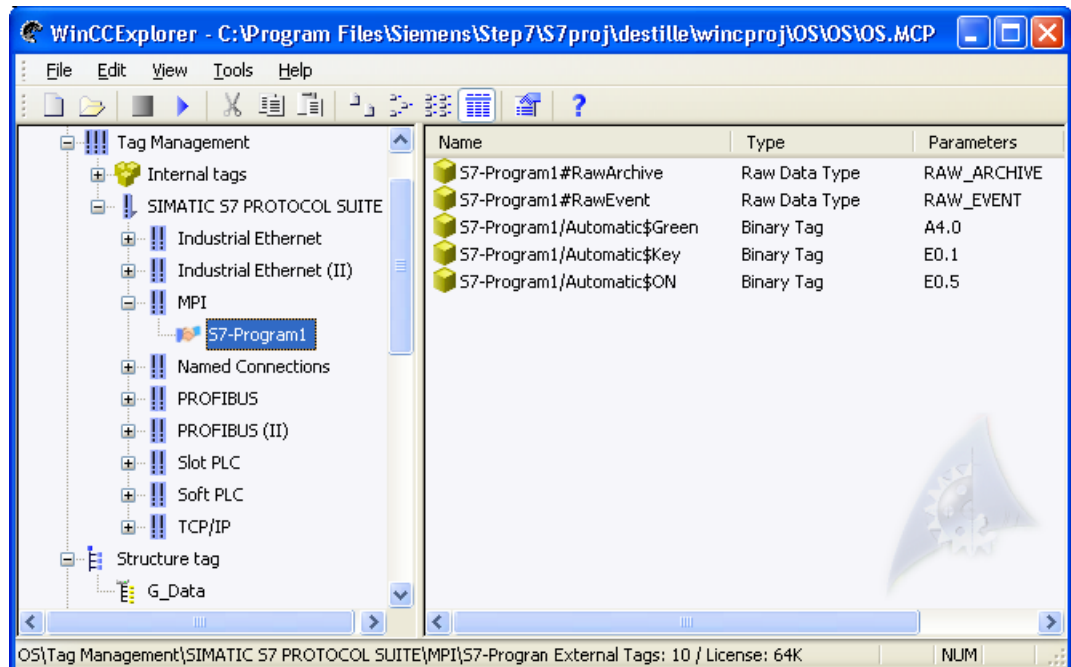 WinCCExplorer - C:\Program Files\Siemens\Step7\S7proj\destille\wincproj\OS\OS\OS.MCP
File Edit View Tools Help
Tag Management
Internal tags
SIMATIC S7 PROTOCOL SUITE
Industrial Ethernet
Industrial Ethernet (II)
MPI
S7-Program1
Named Connections
PROFIBUS
PROFIBUS (II)
Slot PLC
Soft PLC
TCP/IP
Structure tag
G_Data
Name Type Parameters
S7-Program1#RawArchive Raw Data Type RAW_ARCHIVE
S7-Program1#RawEvent Raw Data Type RAW_EVENT
S7-Program1/Automatic$Green Binary Tag A4.0
S7-Program1/Automatic$Key Binary Tag E0.1
S7-Program1/Automatic$ON Binary Tag E0.5
OS\Tag Management\SIMATIC S7 PROTOCOL SUITE\MPI\S7-Progran External Tags: 10 / License: 64K NUM